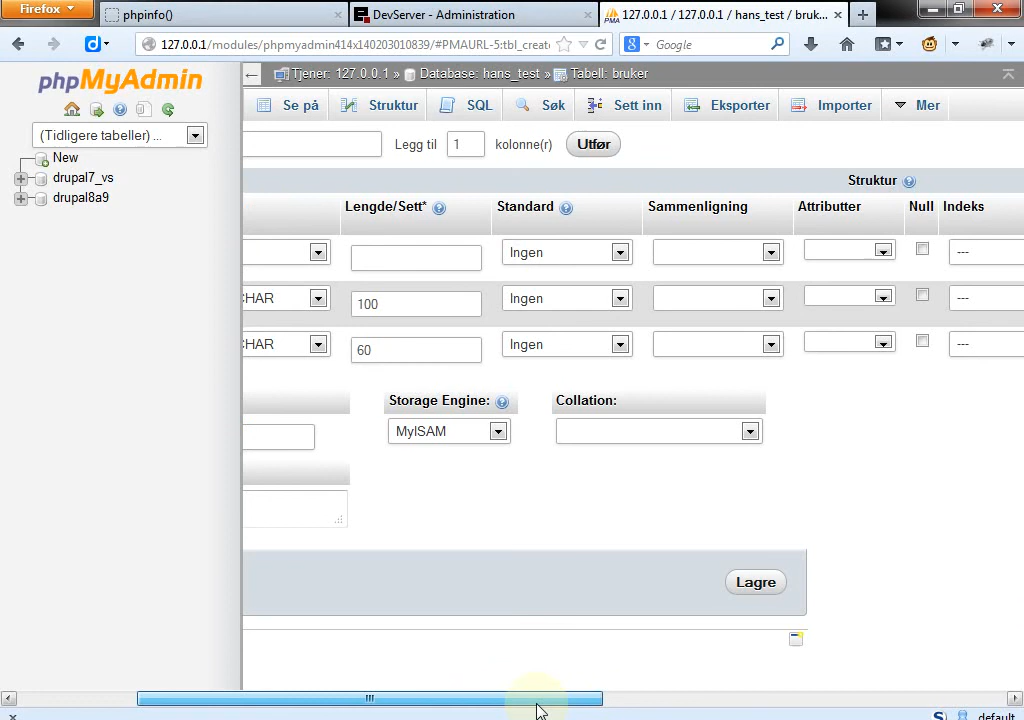 Firefox
phpinfo()
DevServer - Administration
127.0.0.1 / 127.0.0.1 / hans_test / bruk...
127.0.0.1/modules/phpmyadmin414x140203010839/#PMAURL-5:tbl_create
Google
phpMyAdmin
Tjener: 127.0.0.1 » Database: hans_test » Tabell: bruker
Se på
Struktur
SQL
Søk
Sett inn
Eksporter
Importer
Mer
(Tidligere tabeller) ...
New
drupal7_vs
drupal8a9
Legg til 1 kolonne(r) Utfør
Struktur
Lengde/Sett* Standard Sammenligning Attributter Null Indeks
Ingen ---
CHAR 100 Ingen ---
CHAR 60 Ingen ---
Storage Engine: Collation:
MyISAM
Lagre
default